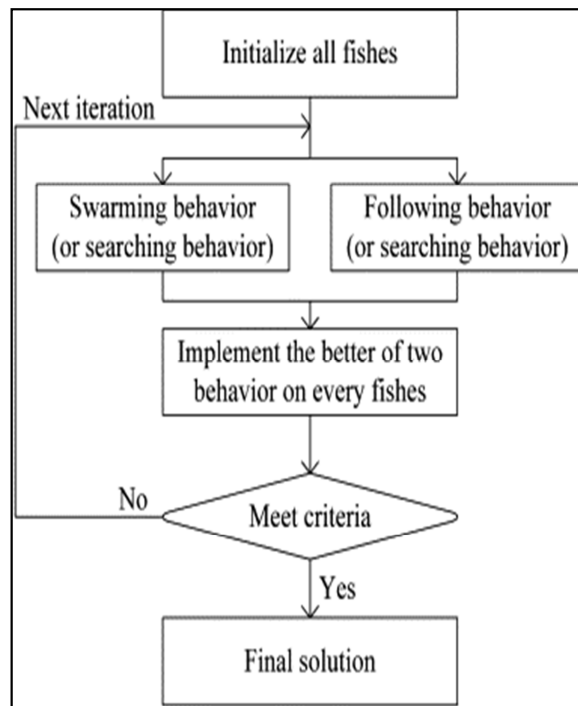 Initialize all fishes
Next iteration
Swarming behavior
(or searching behavior)
Following behavior
(or searching behavior)
Implement the better of two
behavior on every fishes
No
Meet criteria
Yes
Final solution